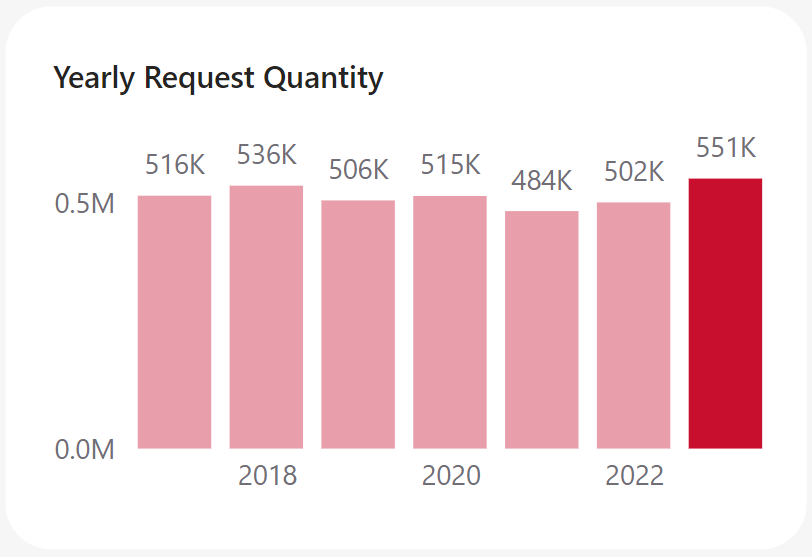 Yearly Request Quantity
516K 536K 506K 515K 484K 502K 551K
0.5M
0.0M
2018 2020 2022